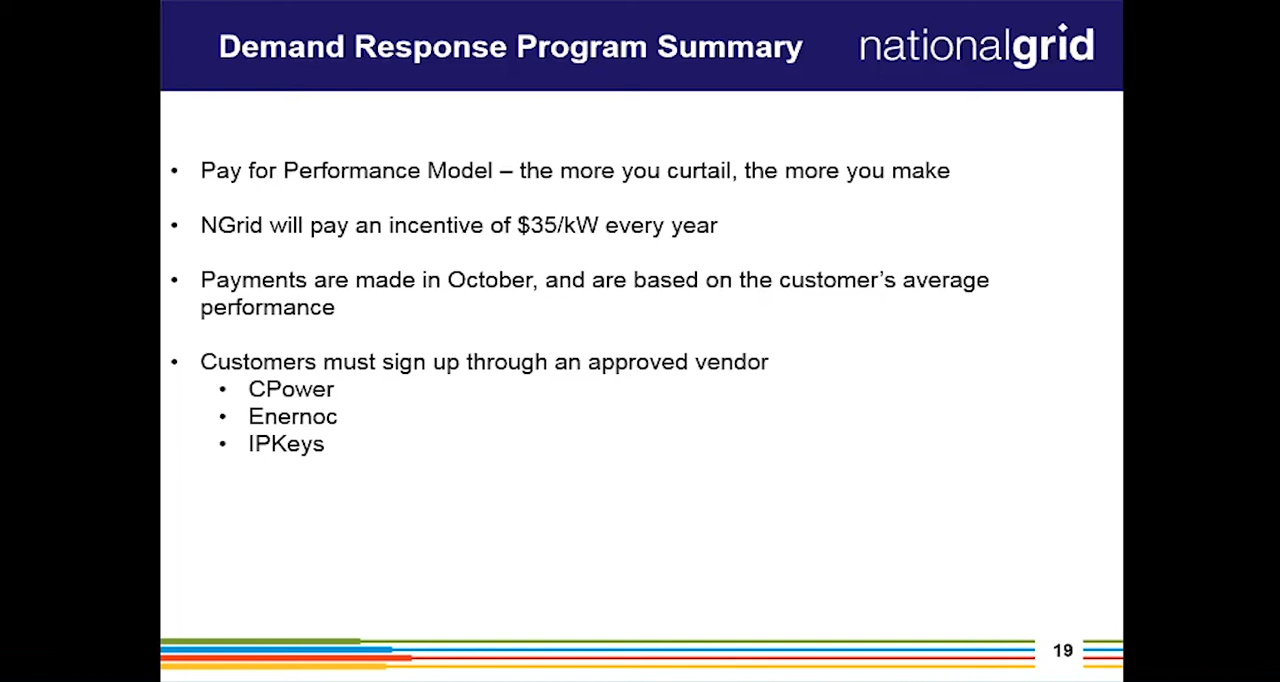 Demand Response Program Summary
nationalgrid
• Pay for Performance Model – the more you curtail, the more you make
• NGrid will pay an incentive of $35/kW every year
• Payments are made in October, and are based on the customer’s average
performance
• Customers must sign up through an approved vendor
• CPower
• Enernoc
• IPKeys
19